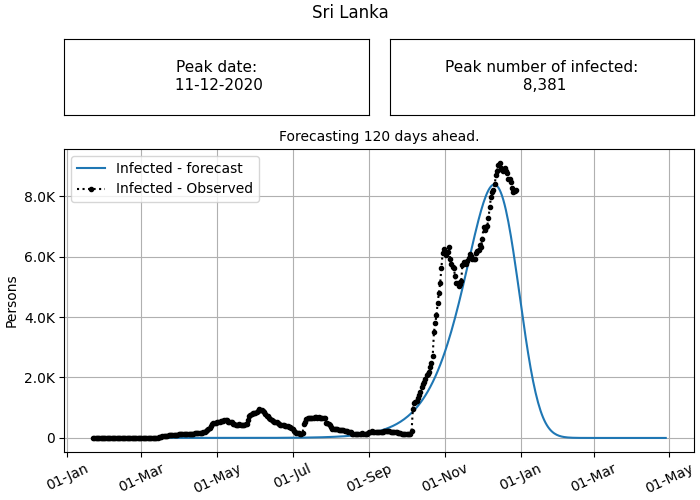 Sri Lanka
Peak date:
11-12-2020
Peak number of infected:
8,381
Forecasting 120 days ahead.
Infected - forecast
Infected - Observed
8.0K
6.0K
4.0K
2.0K
0
Persons
01-Jan
01-Mar
01-May
01-Jul
01-Sep
01-Nov
01-Jan
01-Mar
01-May